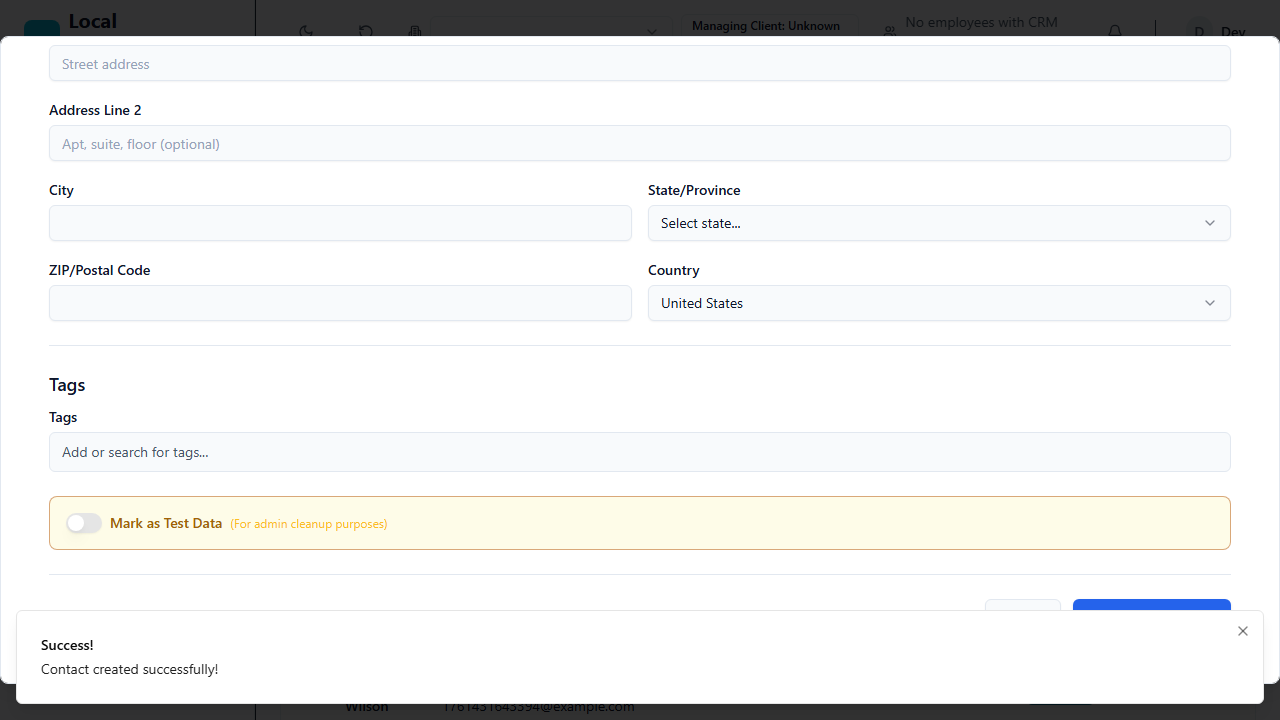 Local
Managing Client: Unknown
No employees with CRM
D
Dev
Street address
Address Line 2
Apt, suite, floor (optional)
City
State/Province
Select state...
ZIP/Postal Code
Country
United States
Tags
Tags
Add or search for tags...
Mark as Test Data (For admin cleanup purposes)
Success!
Contact created successfully!
Wilson
1761431645394@example.com